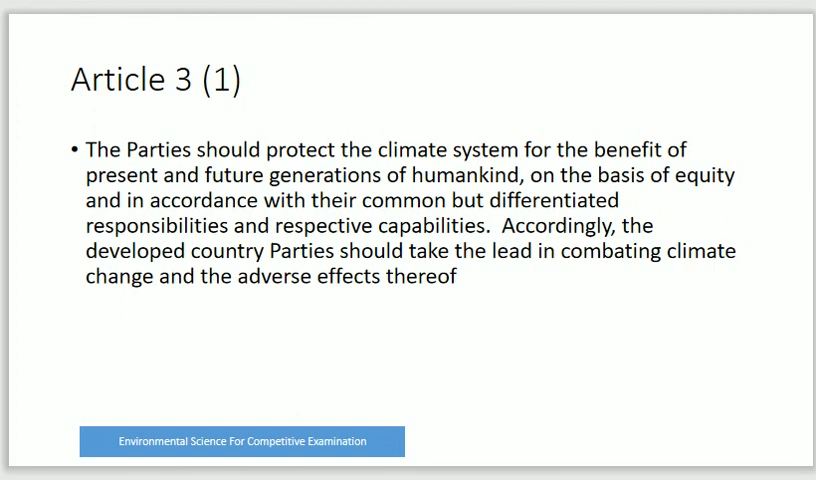 Article 3 (1)
• The Parties should protect the climate system for the benefit of
present and future generations of humankind, on the basis of equity
and in accordance with their common but differentiated
responsibilities and respective capabilities.  Accordingly, the
developed country Parties should take the lead in combating climate
change and the adverse effects thereof
Environmental Science For Competitive Examination